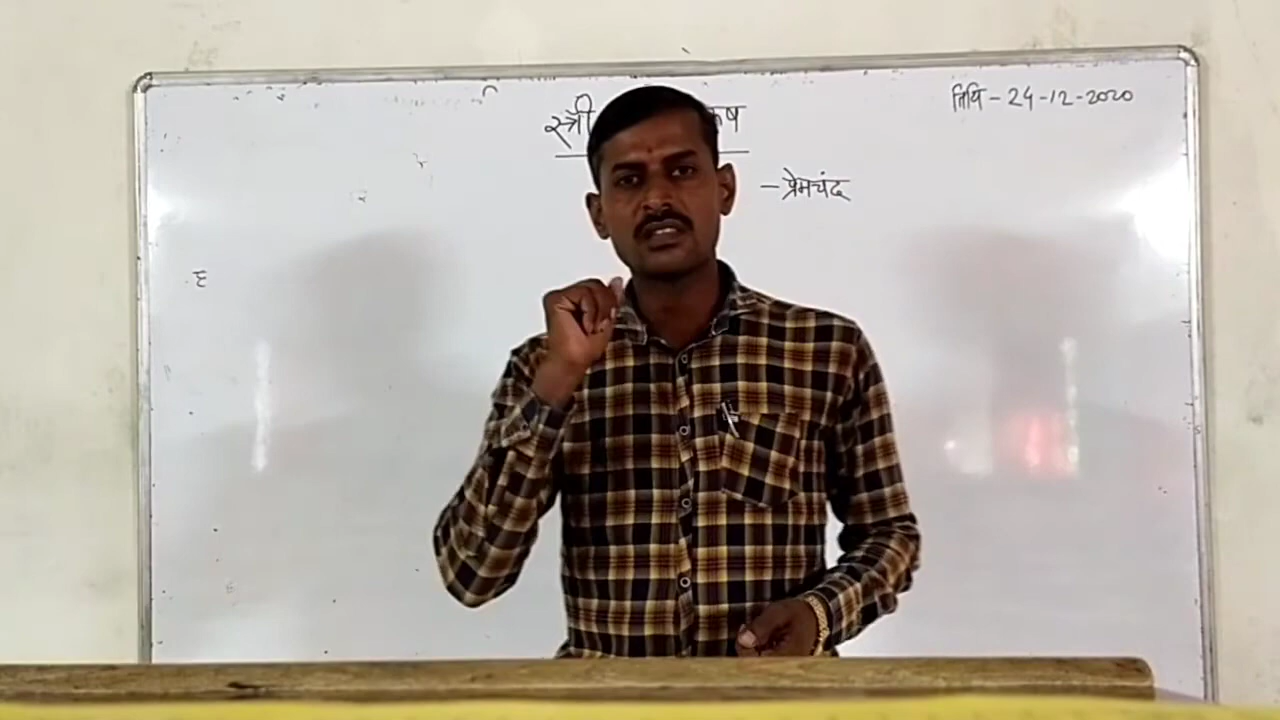 स्त्री
तिथि - 24-12-2020
- प्रेमचंद